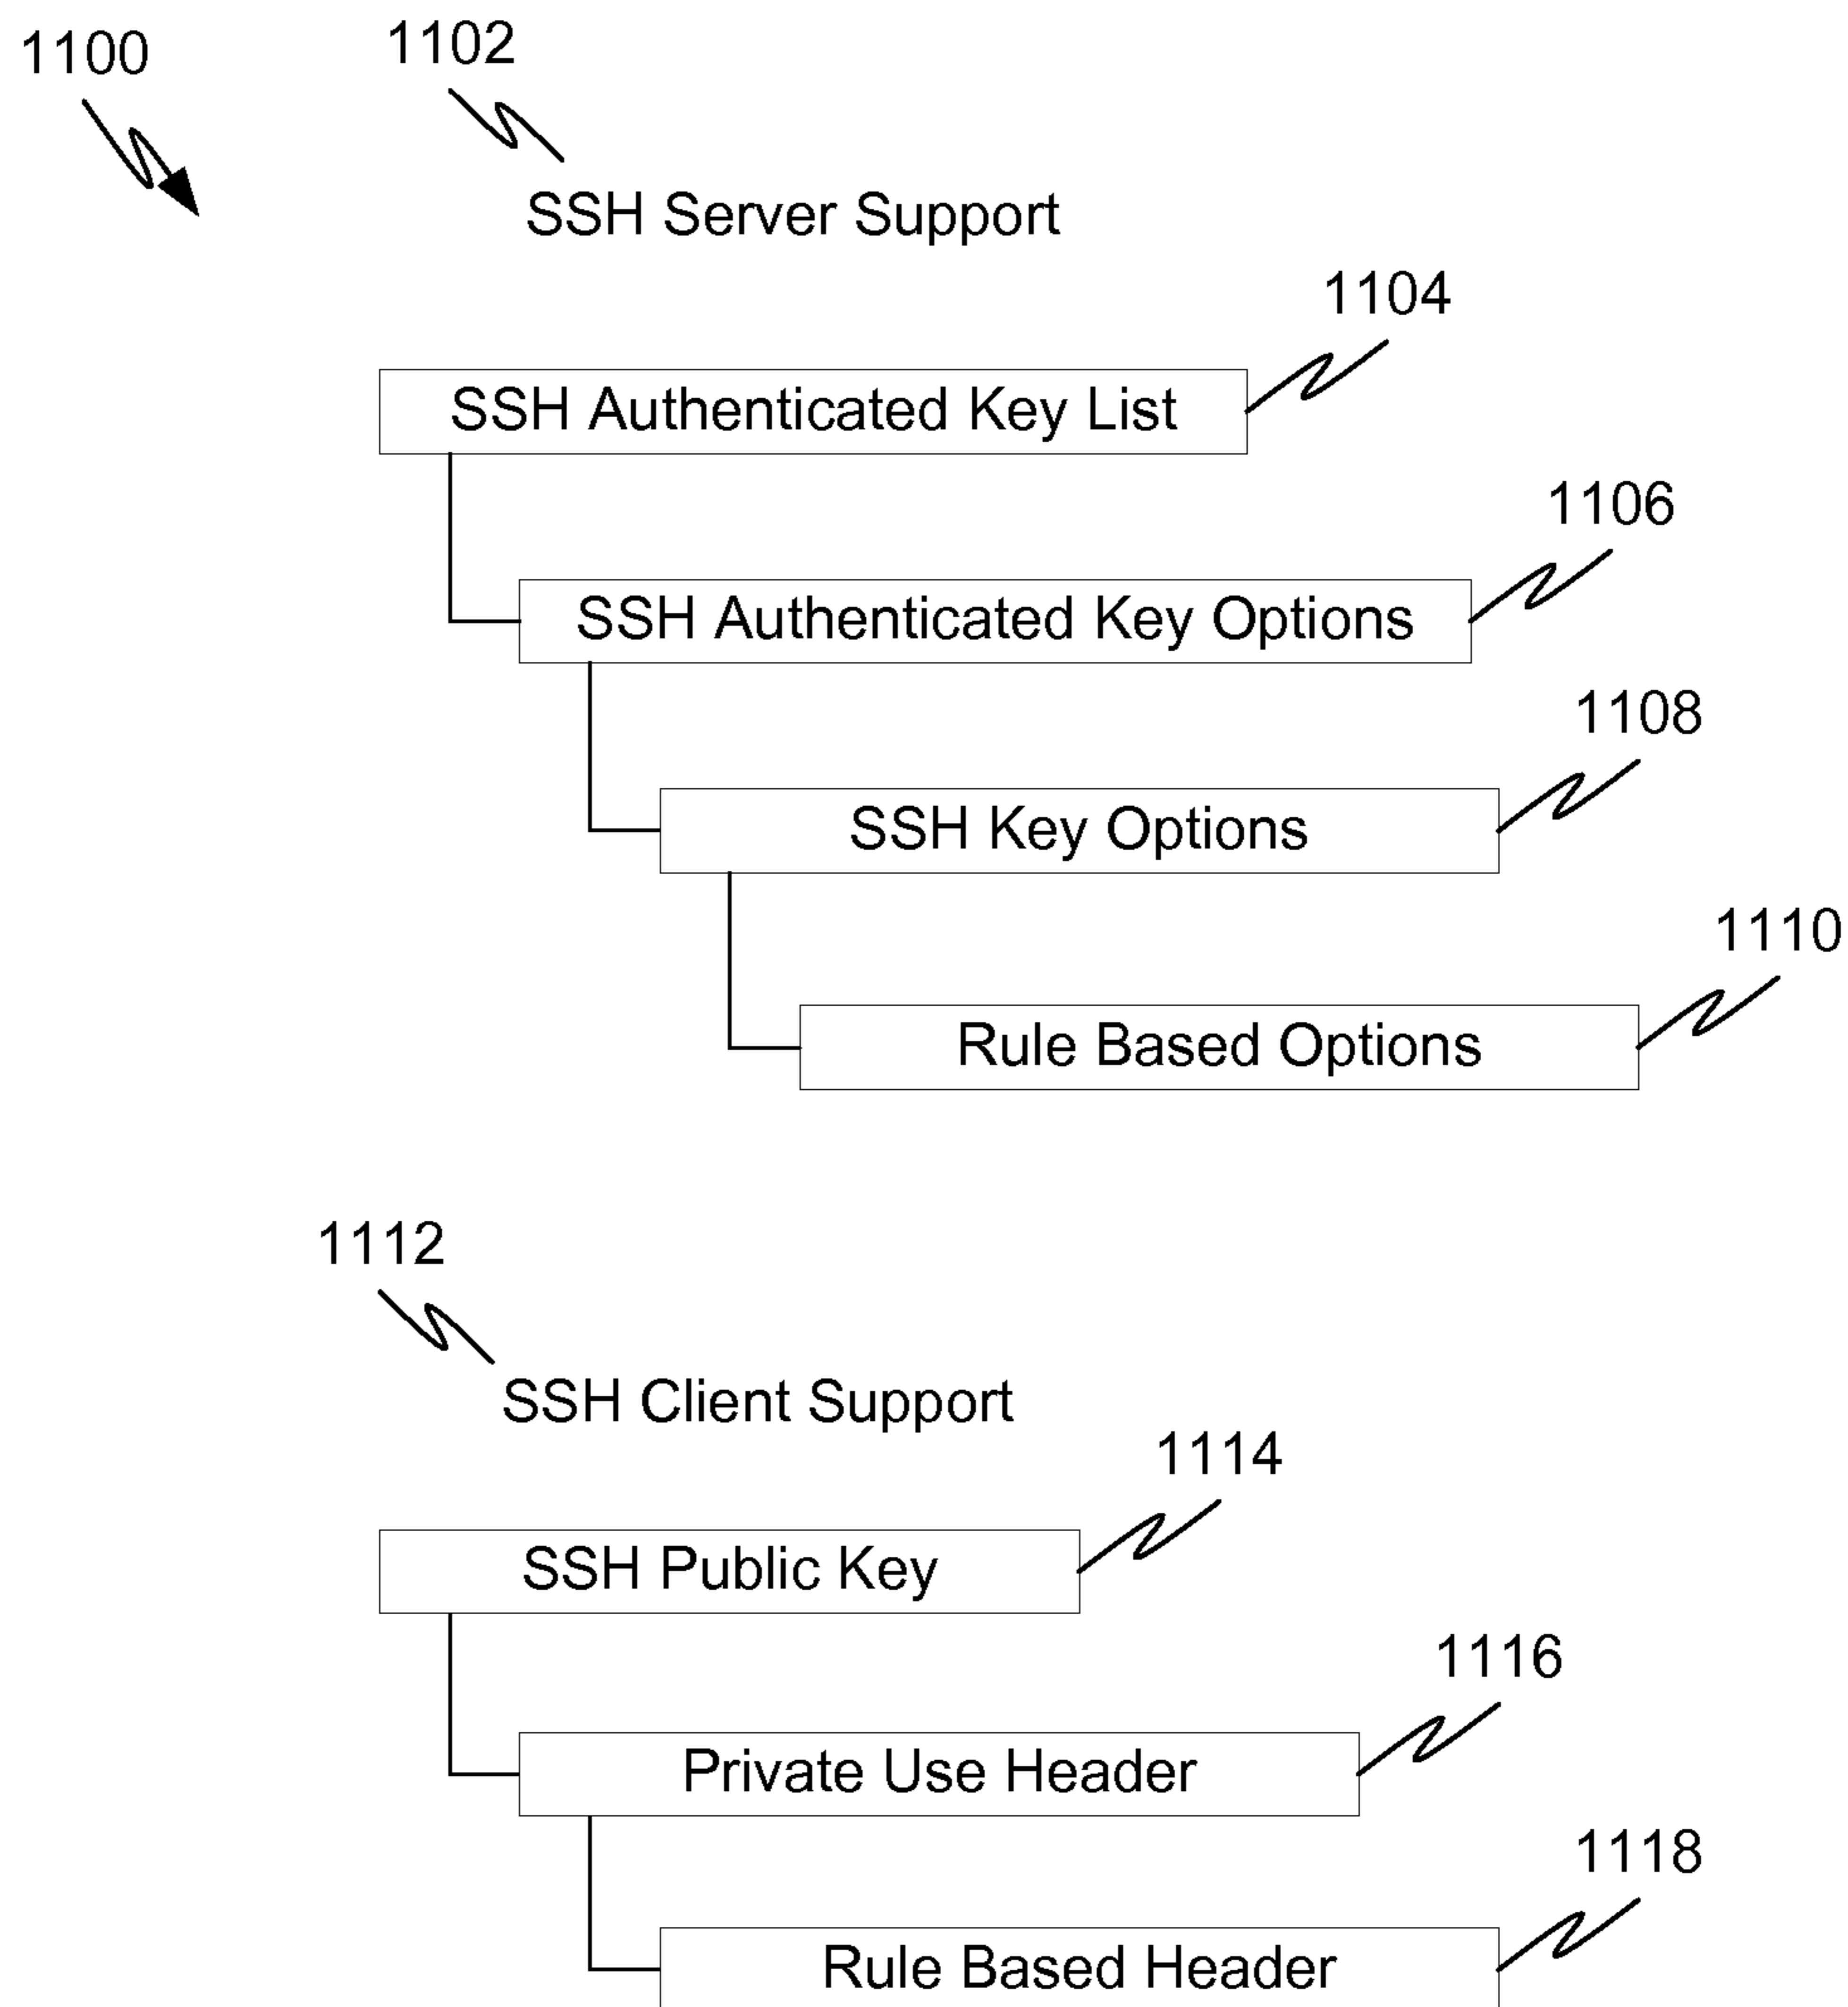 1100
1102
SSH Server Support
1104
SSH Authenticated Key List
1106
SSH Authenticated Key Options
1108
SSH Key Options
1110
Rule Based Options
1112
SSH Client Support
1114
SSH Public Key
1116
Private Use Header
1118
Rule Based Header